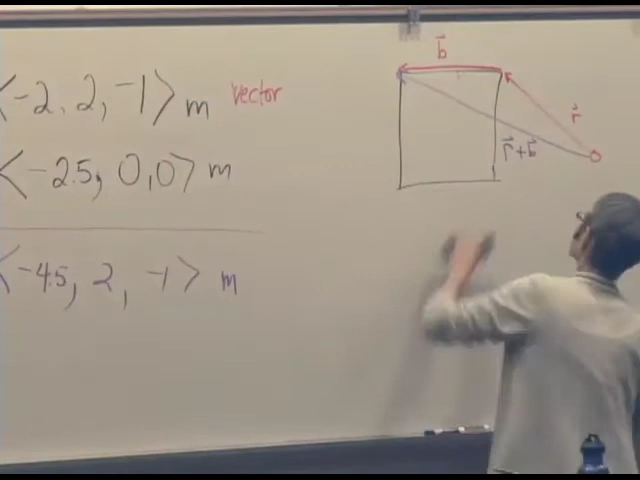 <-2, 2, -1> m vector
<-2.5, 0, 0> m
<-4.5, 2, -1> m
b⃗
r⃗
r⃗+b⃗